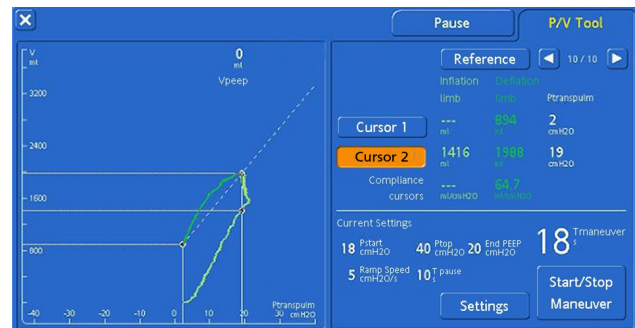 Pause
P/V Tool
V
ml
0
ml
Vpeep
3200
2400
1600
800
-40 -30 -20 -10 0 10 20 30
Ptranspulm
cmH2O
Reference
10 / 10
Inflation limb
Deflation limb
Ptranspulm
Cursor 1
---
ml
894
ml
2
cmH2O
Cursor 2
1416
ml
1988
ml
19
cmH2O
Compliance cursors
---
ml/cmH2O
64.7
ml/cmH2O
Current Settings
18 Pstart cmH2O
40 Ptop cmH2O
20 End PEEP cmH2O
18 Tmaneuver s
5 Ramp Speed cmH2O/s
10 T pause s
Settings
Start/Stop
Maneuver